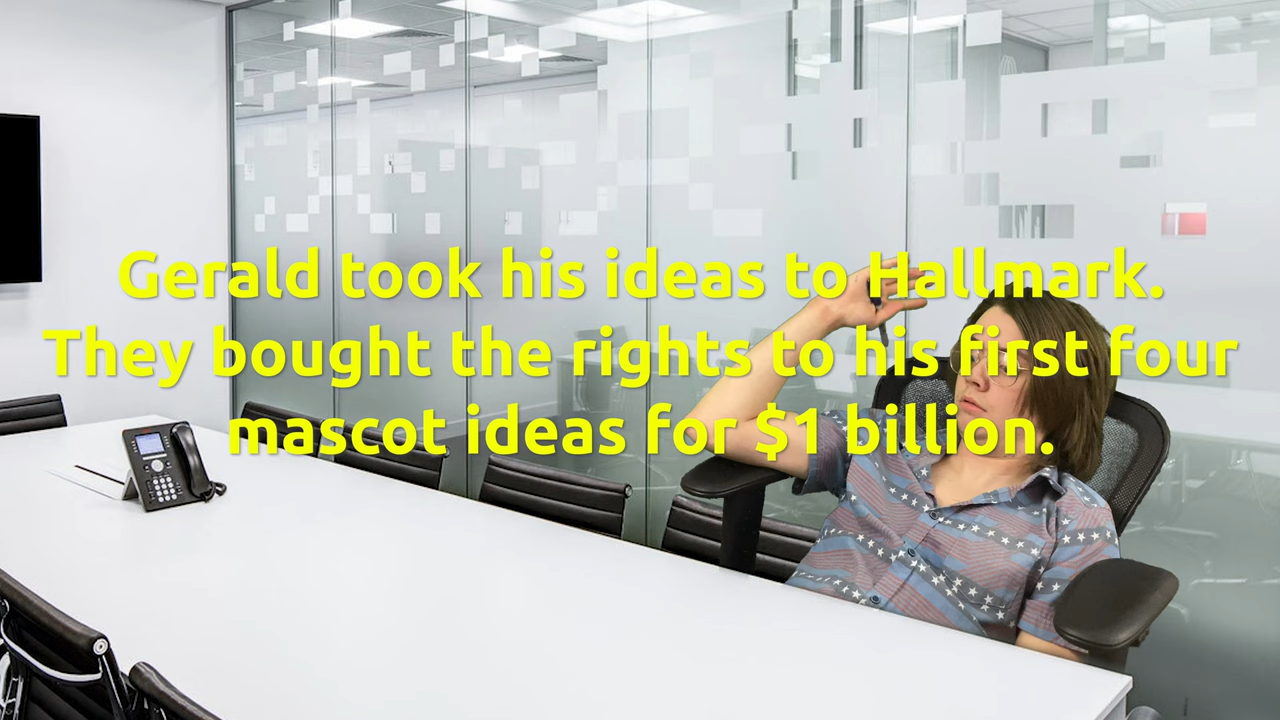 Gerald took his ideas to Hallmark.
They bought the rights to his first four
mascot ideas for $1 billion.